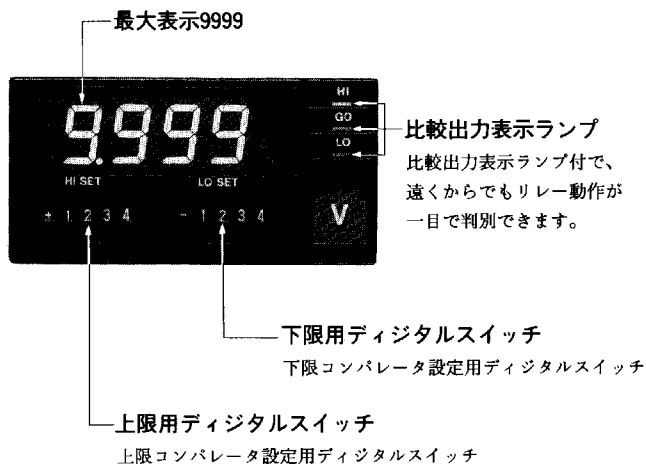 最大表示9999
HI
9.999
GO
LO
比較出力表示ランプ
比較出力表示ランプ付で、
遠くからでもリレー動作が
一目で判別できます。
HI SET
LO SET
± 1 2 3 4
- 1 2 3 4
V
下限用ディジタルスイッチ
下限コンパレータ設定用ディジタルスイッチ
上限用ディジタルスイッチ
上限コンパレータ設定用ディジタルスイッチ